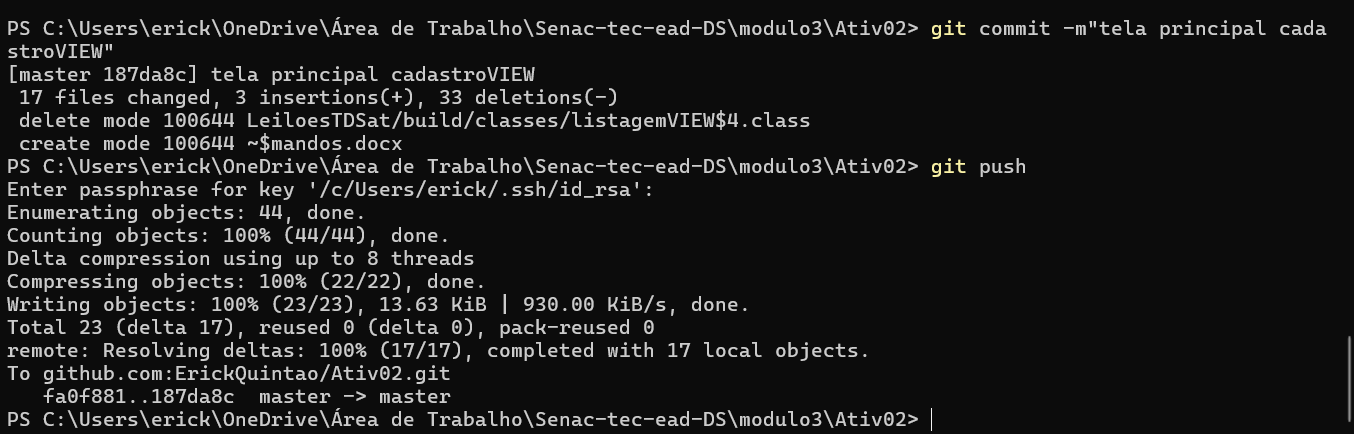 PS C:\Users\erick\OneDrive\Área de Trabalho\Senac-tec-ead-DS\modulo3\Ativ02> git commit -m"tela principal cada
stroVIEW"
[master 187da8c] tela principal cadastroVIEW
 17 files changed, 3 insertions(+), 33 deletions(-)
 delete mode 100644 LeiloesTDSat/build/classes/listagemVIEW$4.class
 create mode 100644 ~$mandos.docx
PS C:\Users\erick\OneDrive\Área de Trabalho\Senac-tec-ead-DS\modulo3\Ativ02> git push
Enter passphrase for key '/c/Users/erick/.ssh/id_rsa':
Enumerating objects: 44, done.
Counting objects: 100% (44/44), done.
Delta compression using up to 8 threads
Compressing objects: 100% (22/22), done.
Writing objects: 100% (23/23), 13.63 KiB | 930.00 KiB/s, done.
Total 23 (delta 17), reused 0 (delta 0), pack-reused 0
remote: Resolving deltas: 100% (17/17), completed with 17 local objects.
To github.com:ErickQuintao/Ativ02.git
   fa0f881..187da8c  master -> master
PS C:\Users\erick\OneDrive\Área de Trabalho\Senac-tec-ead-DS\modulo3\Ativ02>